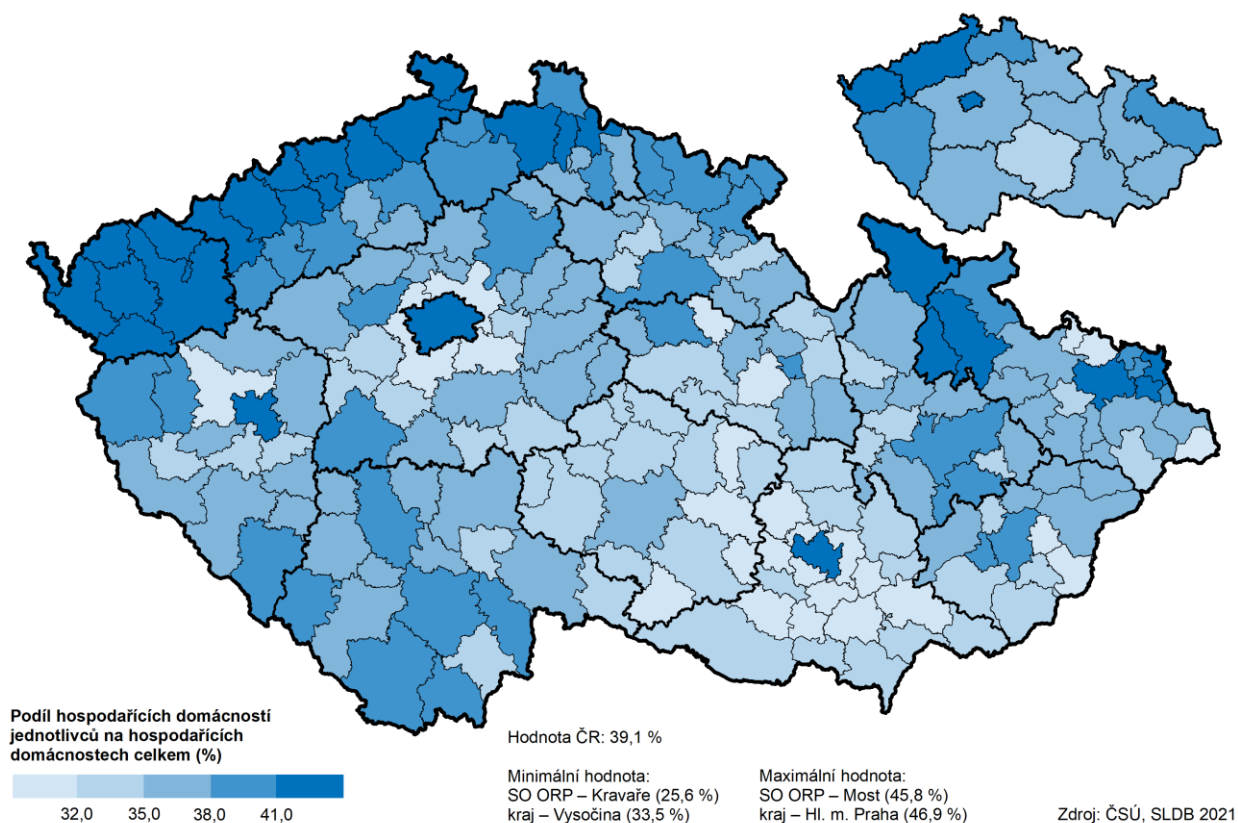 Podíl hospodařících domácností
jednotlivců na hospodařících
domácnostech celkem (%)
32,0 35,0 38,0 41,0
Hodnota ČR: 39,1 %
Minimální hodnota:
SO ORP – Kravaře (25,6 %)
kraj – Vysočina (33,5 %)
Maximální hodnota:
SO ORP – Most (45,8 %)
kraj – Hl. m. Praha (46,9 %)
Zdroj: ČSÚ, SLDB 2021